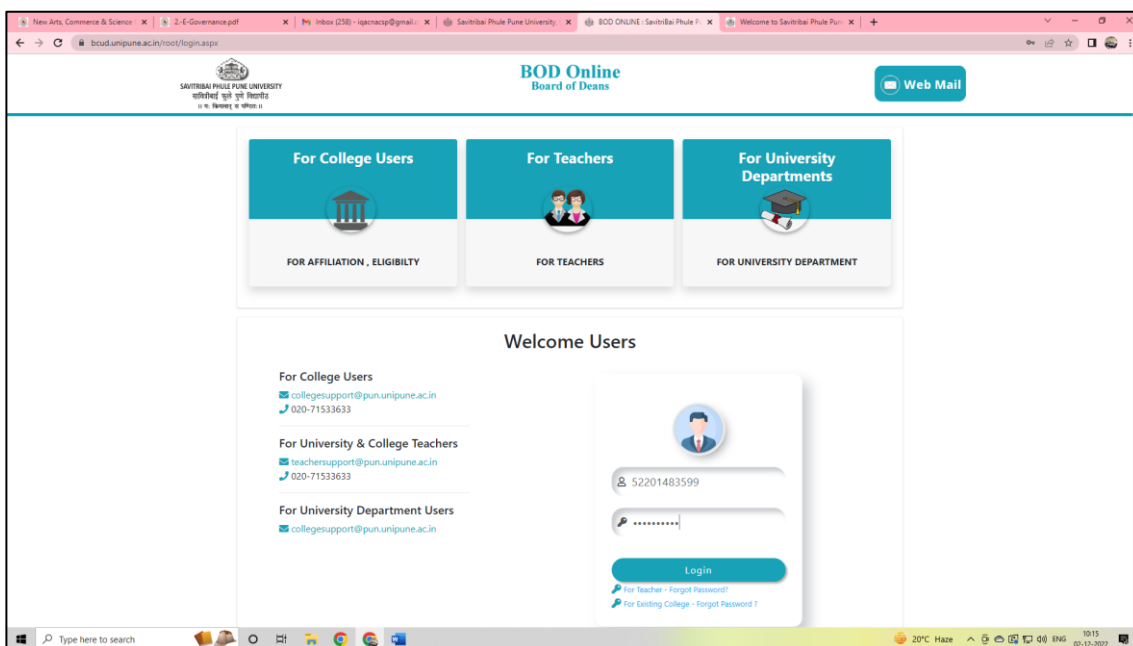 New Arts, Commerce & Science
2.-E-Governance.pdf
Inbox (258) - iqacnacsp@gmail.c
Savitribai Phule Pune University,
BOD ONLINE : SavitriBai Phule P
Welcome to Savitribai Phule Pun
bcud.unipune.ac.in/root/login.aspx
SAVITRIBAI PHULE PUNE UNIVERSITY
सावित्रीबाई फुले पुणे विद्यापीठ
BOD Online
Board of Deans
Web Mail
For College Users
FOR AFFILIATION , ELIGIBILTY
For Teachers
FOR TEACHERS
For University
Departments
FOR UNIVERSITY DEPARTMENT
Welcome Users
For College Users
collegesupport@pun.unipune.ac.in
020-71533633
For University & College Teachers
teachersupport@pun.unipune.ac.in
020-71533633
For University Department Users
collegesupport@pun.unipune.ac.in
52201483599
••••••••••
Login
For Teacher - Forgot Password?
For Existing College - Forgot Password ?
Type here to search
20°C Haze
ENG
10:15
02-12-2022